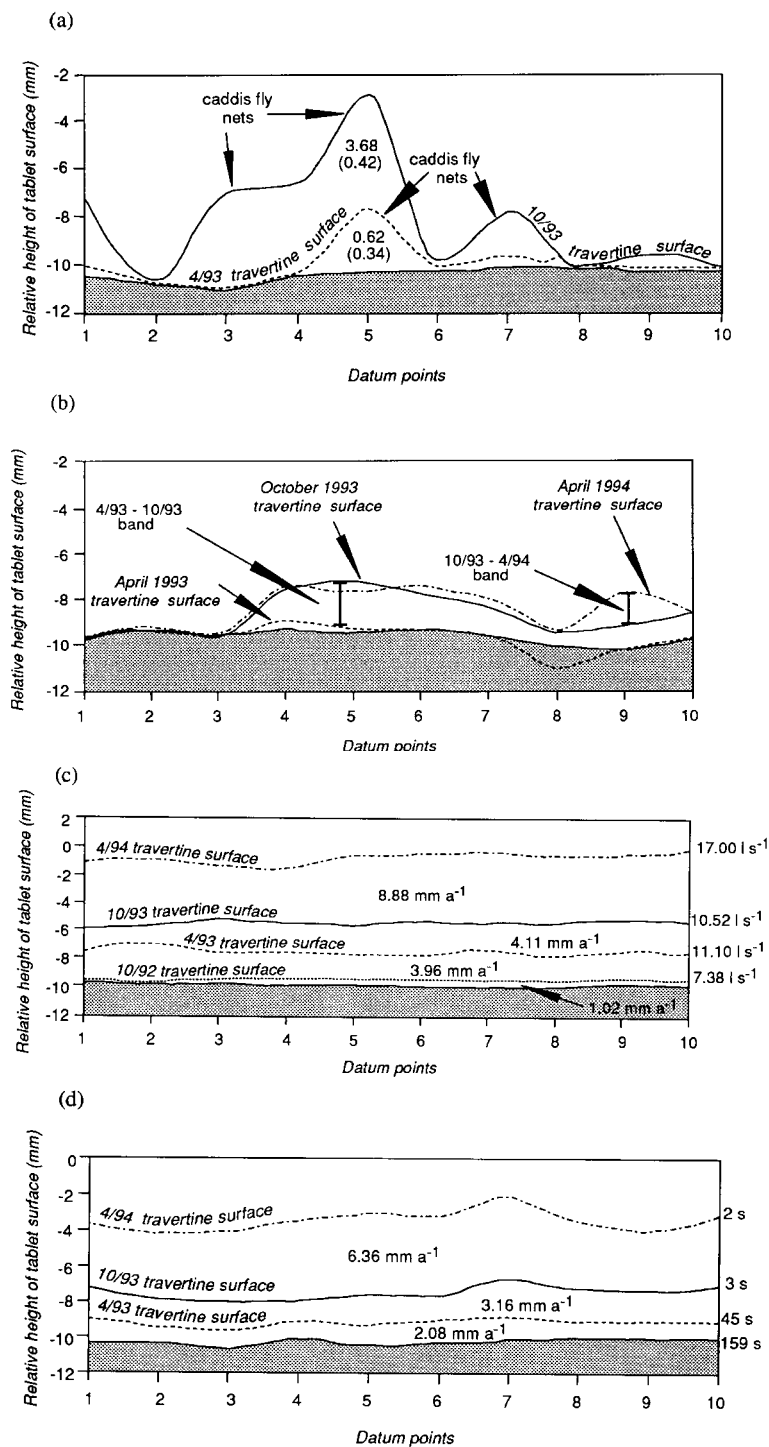 (a)
Relative height of tablet surface (mm)
-2
-4
-6
-8
-10
-12
caddis fly
nets
3.68
(0.42)
caddis fly
nets
0.62
(0.34)
4/93 travertine surface
10/93
travertine surface
1 2 3 4 5 6 7 8 9 10
Datum points
(b)
Relative height of tablet surface (mm)
-2
-4
-6
-8
-10
-12
October 1993
travertine surface
April 1994
travertine surface
4/93 - 10/93
band
10/93 - 4/94
band
April 1993
travertine surface
1 2 3 4 5 6 7 8 9 10
Datum points
(c)
Relative height of tablet surface (mm)
2
0
-2
-4
-6
-8
-10
-12
4/94 travertine surface
17.00 l s-1
8.88 mm a-1
10/93 travertine surface
10.52 l s-1
4/93 travertine surface
4.11 mm a-1
11.10 l s-1
10/92 travertine surface
3.96 mm a-1
7.38 l s-1
1.02 mm a-1
1 2 3 4 5 6 7 8 9 10
Datum points
(d)
Relative height of tablet surface (mm)
0
-2
-4
-6
-8
-10
-12
4/94 travertine surface
2 s
6.36 mm a-1
10/93 travertine surface
3 s
3.16 mm a-1
4/93 travertine surface
45 s
2.08 mm a-1
159 s
1 2 3 4 5 6 7 8 9 10
Datum points